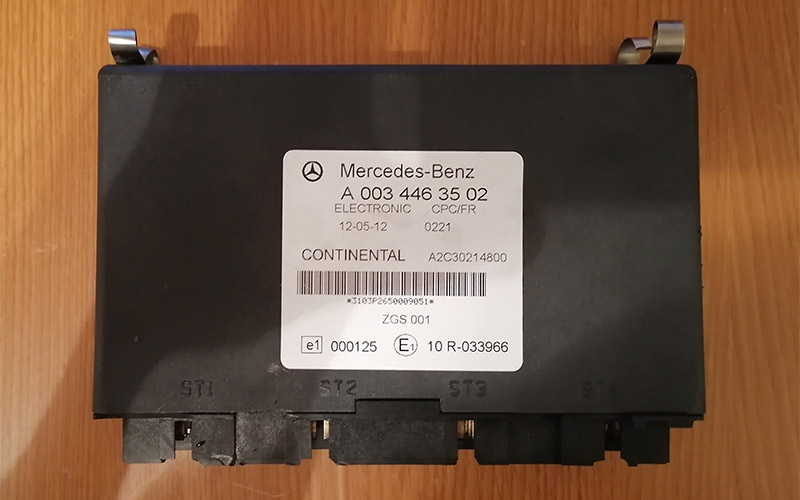 Mercedes-Benz
A 003 446 35 02
ELECTRONIC CPC/FR
12-05-12 0221
CONTINENTAL A2C30214800
*3103P2650009051*
ZGS 001
e1 000125 E1 10 R-033966
ST1 ST2 ST3